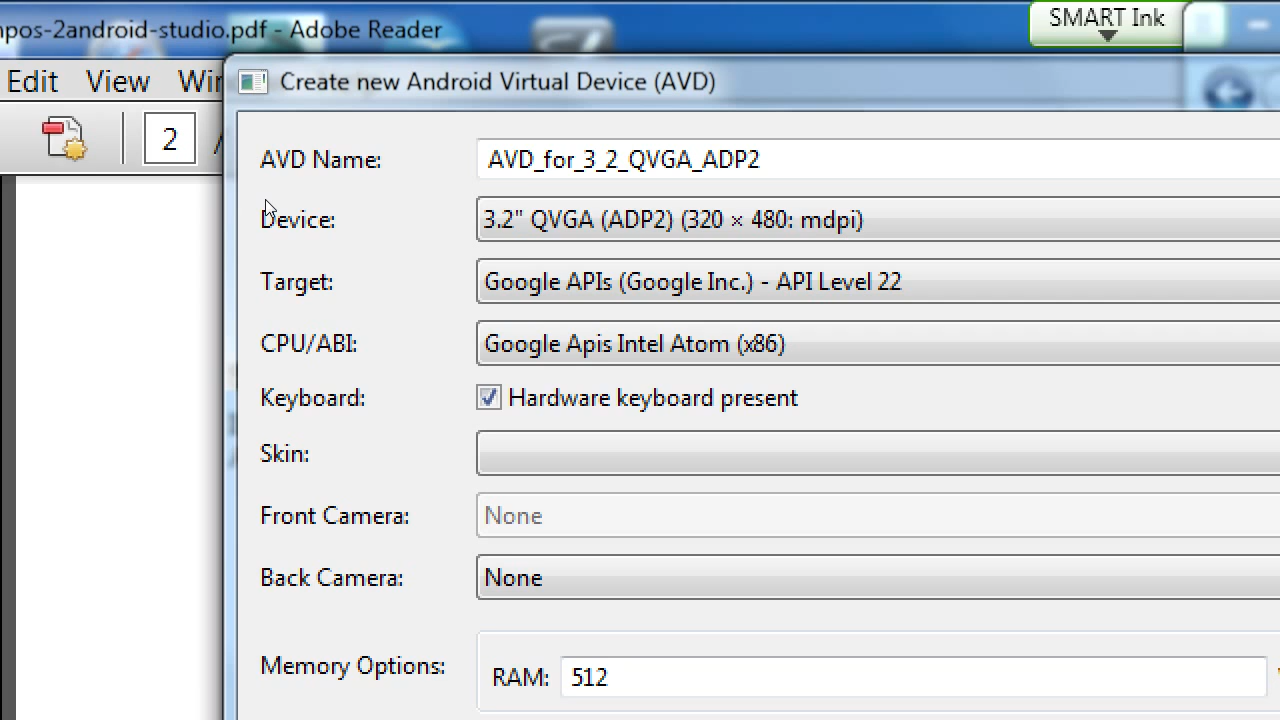 npos-2android-studio.pdf - Adobe Reader
SMART Ink
Edit View
Create new Android Virtual Device (AVD)
2 /
AVD Name: AVD_for_3_2_QVGA_ADP2
Device: 3.2" QVGA (ADP2) (320 × 480: mdpi)
Target: Google APIs (Google Inc.) - API Level 22
CPU/ABI: Google Apis Intel Atom (x86)
Keyboard: Hardware keyboard present
Skin:
Front Camera: None
Back Camera: None
Memory Options: RAM: 512